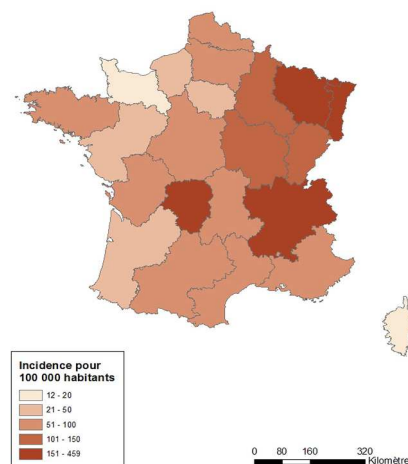 Incidence pour
100 000 habitants
12 - 20
21 - 50
51 - 100
101 - 150
151 - 459
0 80 160 320
Kilomètre